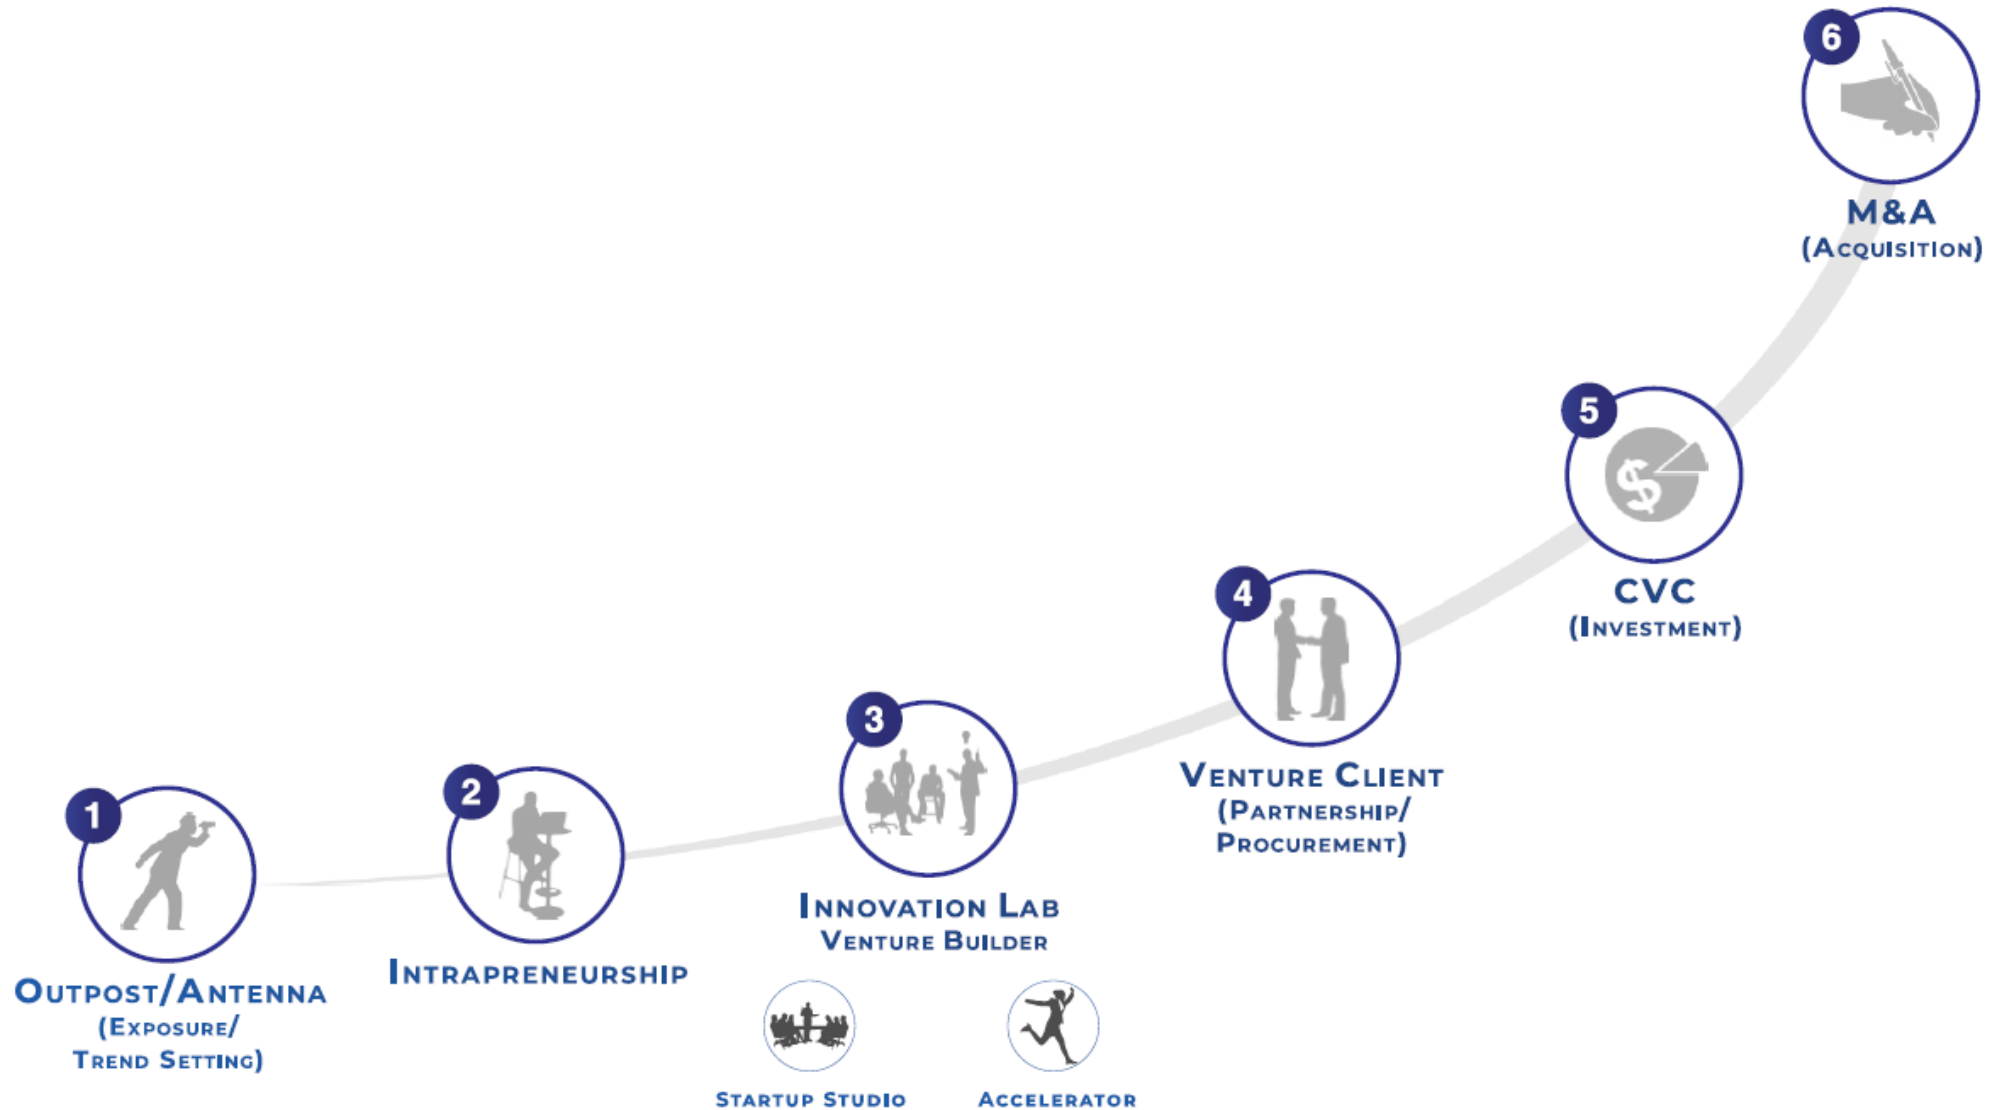 1
OUTPOST/ANTENNA
(EXPOSURE/
TREND SETTING)
2
INTRAPRENEURSHIP
3
INNOVATION LAB
VENTURE BUILDER
STARTUP STUDIO
ACCELERATOR
4
VENTURE CLIENT
(PARTNERSHIP/
PROCUREMENT)
5
$
CVC
(INVESTMENT)
6
M&A
(ACQUISITION)